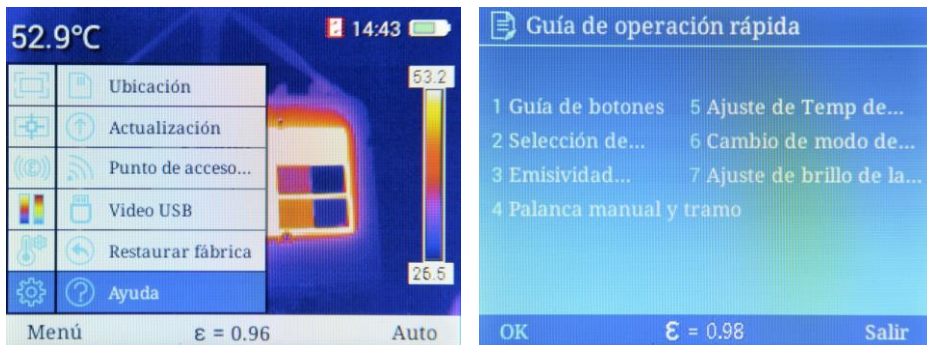 52.9°C
14:43
53.2
Ubicación
Actualización
Punto de acceso...
Video USB
Restaurar fábrica
Ayuda
26.5
Menú
ε = 0.96
Auto
Guía de operación rápida
1 Guía de botones
5 Ajuste de Temp de...
2 Selección de...
6 Cambio de modo de...
3 Emisividad...
7 Ajuste de brillo de la...
4 Palanca manual y tramo
OK
ε = 0.98
Salir